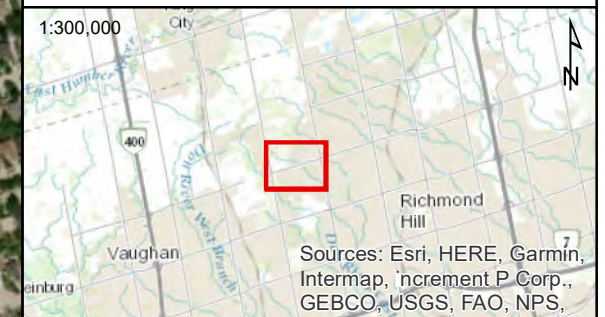 1:300,000
City
N
East Humber River
400
Don River West Branch
Richmond
Hill
Vaughan
7
einburg
Sources: Esri, HERE, Garmin,
Intermap, increment P Corp.,
GEBCO, USGS, FAO, NPS,